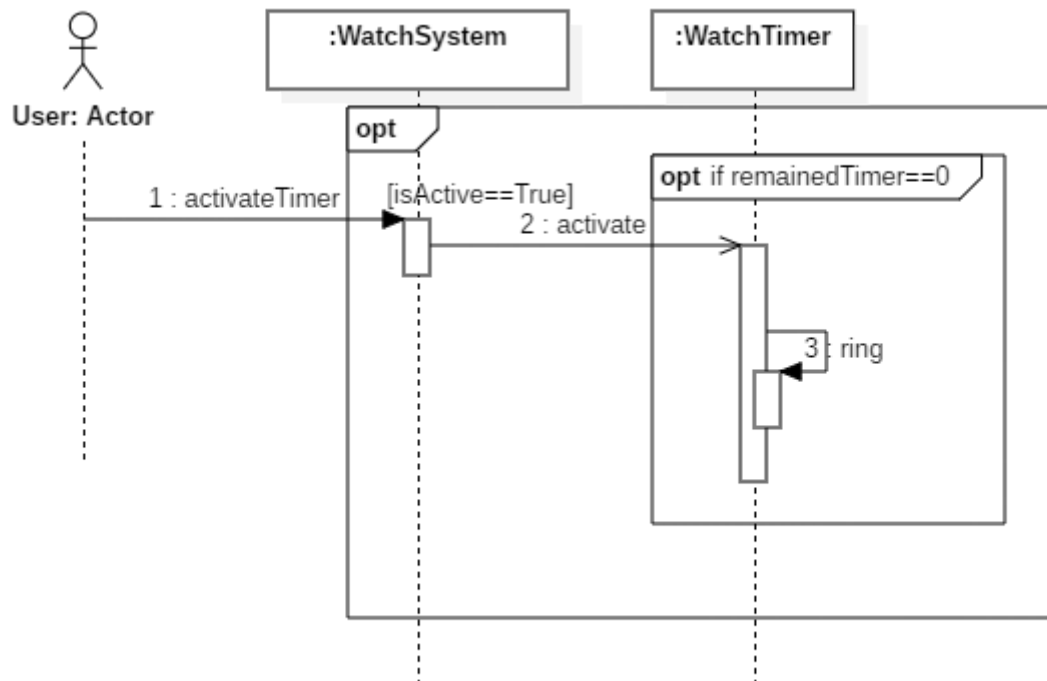 :WatchSystem
:WatchTimer
User: Actor
opt
opt if remainedTimer==0
1 : activateTimer
[isActive==True]
2 : activate
3 : ring